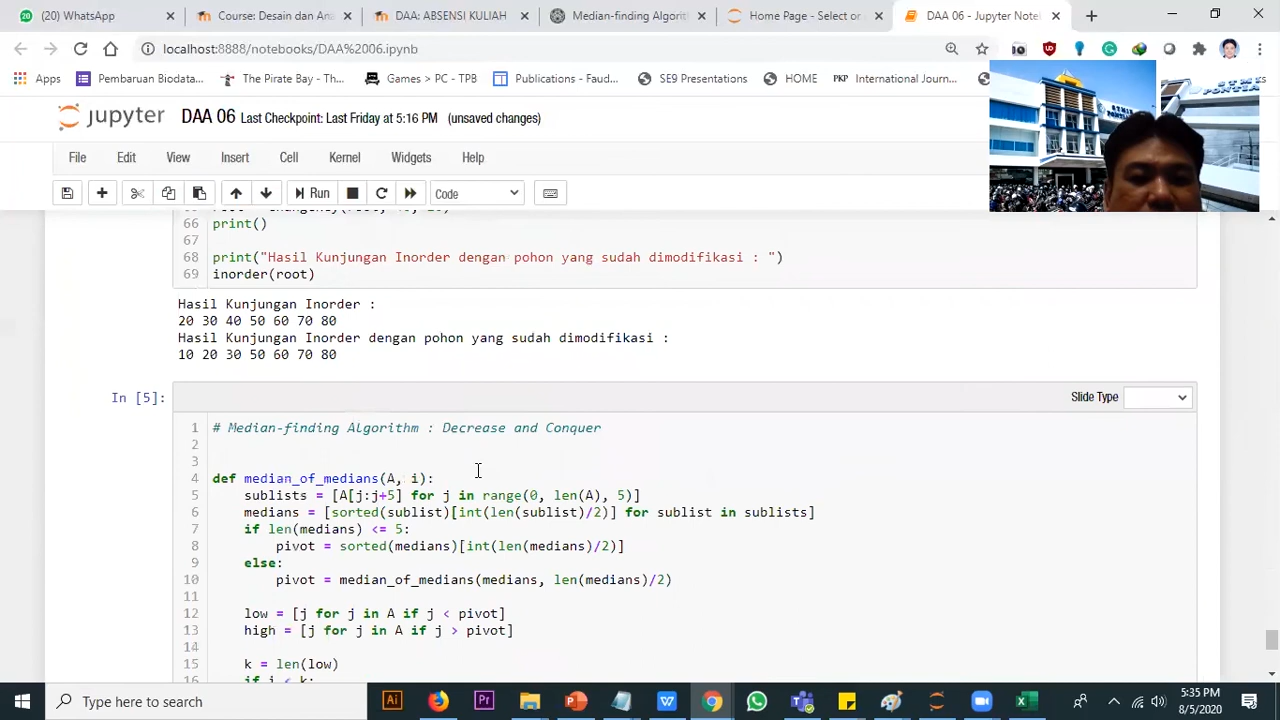 (20) WhatsApp
Course: Desain dan An
DAA: ABSENSI KULIAH
Median-finding Algorith
Home Page - Select or
DAA 06 - Jupyter Note
localhost:8888/notebooks/DAA%2006.ipynb
Apps
Pembaruan Biodata...
The Pirate Bay - Th...
Games > PC - TPB
Publications - Faud...
SE9 Presentations
HOME
PKP International Journ...
jupyter DAA 06 Last Checkpoint: Last Friday at 5:16 PM (unsaved changes)
File Edit View Insert Cell Kernel Widgets Help
Run
Code
66 print()
67
68 print("Hasil Kunjungan Inorder dengan pohon yang sudah dimodifikasi : ")
69 inorder(root)
Hasil Kunjungan Inorder :
20 30 40 50 60 70 80
Hasil Kunjungan Inorder dengan pohon yang sudah dimodifikasi :
10 20 30 50 60 70 80
In [5]:
Slide Type
1 # Median-finding Algorithm : Decrease and Conquer
2
3
4 def median_of_medians(A, i):
5 sublists = [A[j:j+5] for j in range(0, len(A), 5)]
6 medians = [sorted(sublist)[int(len(sublist)/2)] for sublist in sublists]
7 if len(medians) <= 5:
8 pivot = sorted(medians)[int(len(medians)/2)]
9 else:
10 pivot = median_of_medians(medians, len(medians)/2)
11
12 low = [j for j in A if j < pivot]
13 high = [j for j in A if j > pivot]
14
15 k = len(low)
16 if i < k:
Type here to search
5:35 PM
8/5/2020